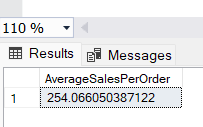 110 %
Results Messages
AverageSalesPerOrder
1 254.066050387122